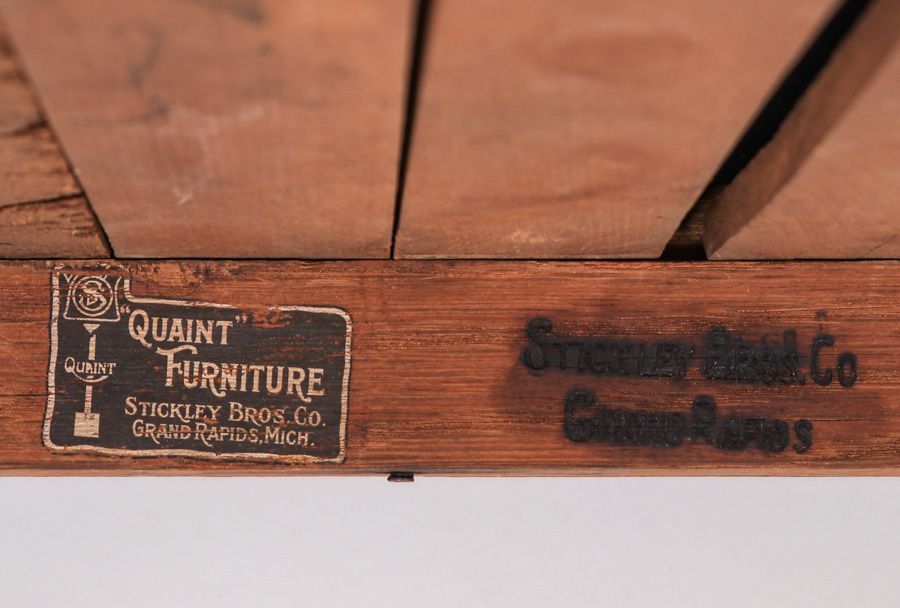 S
QUAINT
"QUAINT"
FURNITURE
STICKLEY BROS. CO.
GRAND RAPIDS, MICH.
STICKLEY BROS. CO
GRAND RAPIDS